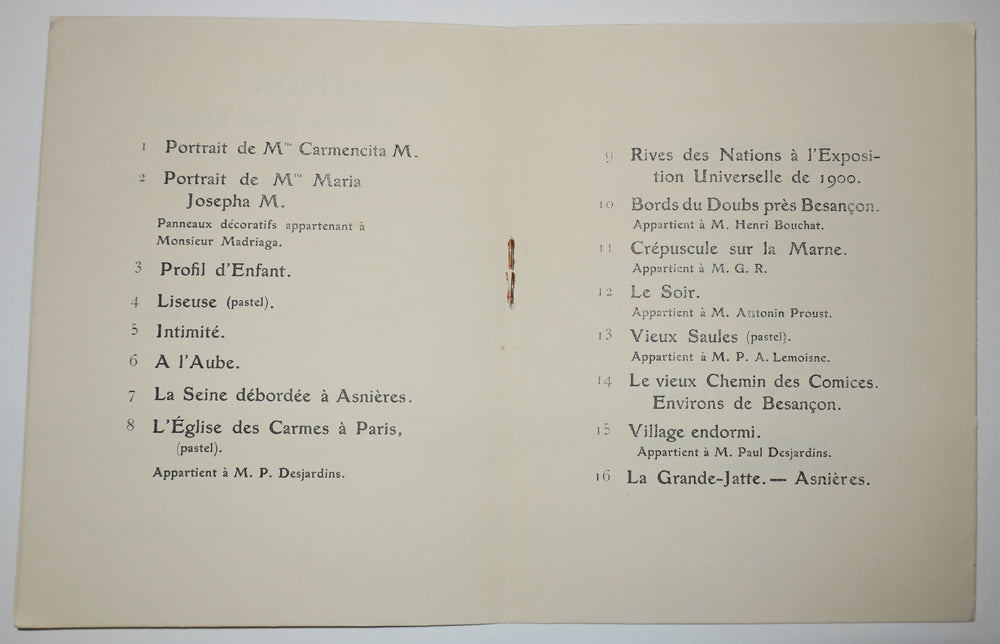 1 Portrait de Mlle Carmencita M.
2 Portrait de Mlle Maria
Josepha M.
Panneaux décoratifs appartenant à
Monsieur Madriaga.
3 Profil d'Enfant.
4 Liseuse (pastel).
5 Intimité.
6 A l'Aube.
7 La Seine débordée à Asnières.
8 L'Église des Carmes à Paris,
(pastel).
Appartient à M. P. Desjardins.
9 Rives des Nations à l'Exposi-
tion Universelle de 1900.
10 Bords du Doubs près Besançon.
Appartient à M. Henri Bouchat.
11 Crépuscule sur la Marne.
Appartient à M. G. R.
12 Le Soir.
Appartient à M. Antonin Proust.
13 Vieux Saules (pastel).
Appartient à M. P. A. Lemoisne.
14 Le vieux Chemin des Comices.
Environs de Besançon.
15 Village endormi.
Appartient à M. Paul Desjardins.
16 La Grande-Jatte. — Asnières.